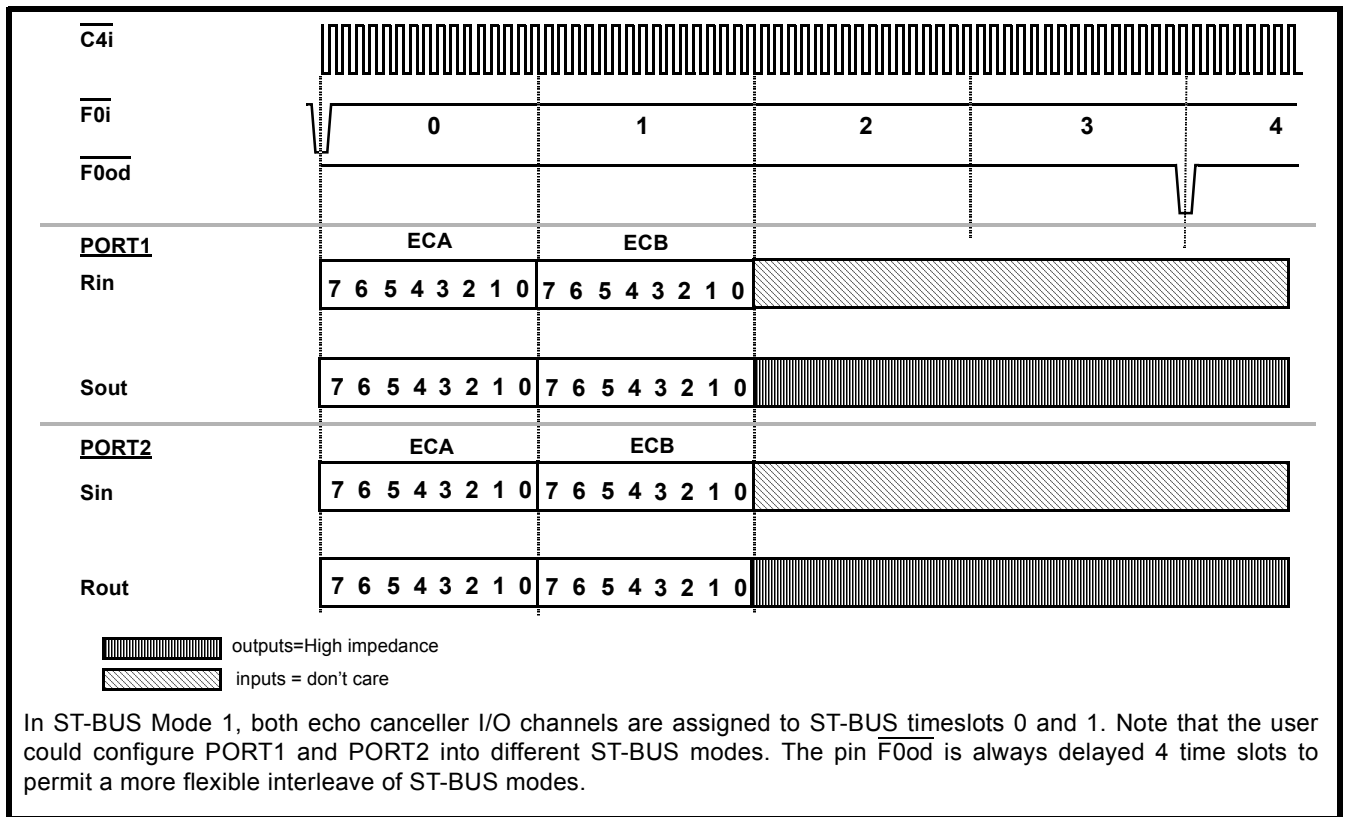 C4i
F0i
0 1 2 3 4
F0od
PORT1
ECA ECB
Rin
7 6 5 4 3 2 1 0 7 6 5 4 3 2 1 0
Sout
7 6 5 4 3 2 1 0 7 6 5 4 3 2 1 0
PORT2
ECA ECB
Sin
7 6 5 4 3 2 1 0 7 6 5 4 3 2 1 0
Rout
7 6 5 4 3 2 1 0 7 6 5 4 3 2 1 0
outputs=High impedance
inputs = don't care
In ST-BUS Mode 1, both echo canceller I/O channels are assigned to ST-BUS timeslots 0 and 1. Note that the user
could configure PORT1 and PORT2 into different ST-BUS modes. The pin F0od is always delayed 4 time slots to
permit a more flexible interleave of ST-BUS modes.